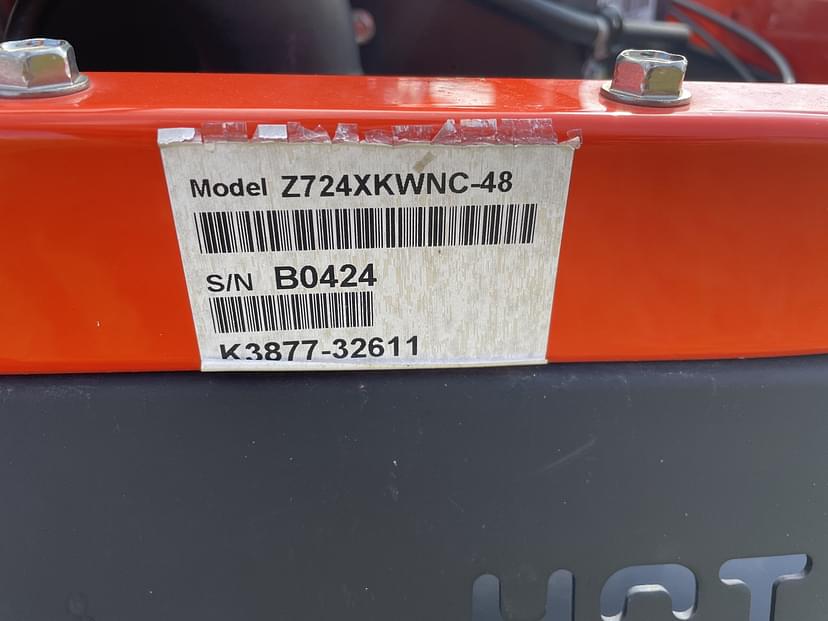 Model Z724XKWNC-48
S/N B0424
K3877-32611